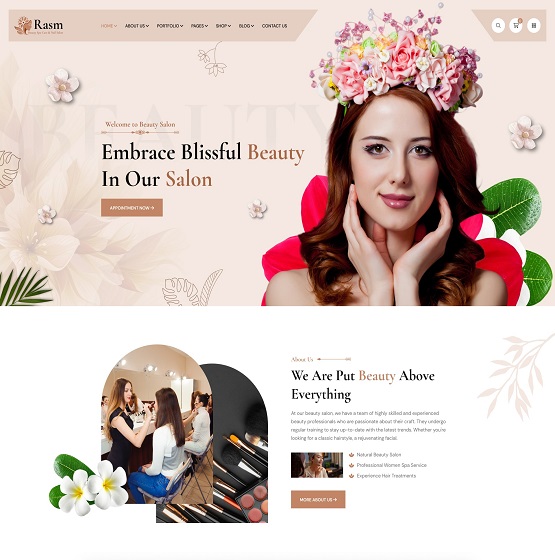 Rasm
HOME ABOUT US PORTFOLIO PAGES SHOP BLOG CONTACT US
BEAUTY
Welcome to Beauty Salon
Embrace Blissful Beauty
In Our Salon
APPOINTMENT NOW
About Us
We Are Put Beauty Above
Everything
At our beauty salon, we have a team of highly skilled and experienced
beauty professionals who are passionate about their craft. They undergo
regular training to stay up-to-date with the latest trends. Whether you're
looking for a classic hairstyle, a rejuvenating facial.
Natural Beauty Salon
Professional Women Spa Service
Experience Hair Treatments
MORE ABOUT US